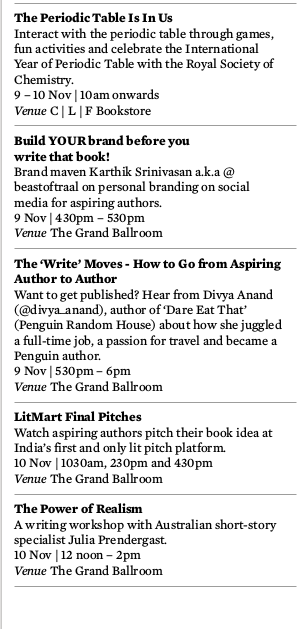 The Periodic Table Is In Us
Interact with the periodic table through games,
fun activities and celebrate the International
Year of Periodic Table with the Royal Society of
Chemistry.
9 – 10 Nov | 10am onwards
Venue C | L | F Bookstore
Build YOUR brand before you
write that book!
Brand maven Karthik Srinivasan a.k.a @
beastoftraal on personal branding on social
media for aspiring authors.
9 Nov | 430pm – 530pm
Venue The Grand Ballroom
The ‘Write’ Moves - How to Go from Aspiring
Author to Author
Want to get published? Hear from Divya Anand
(@divya_anand), author of ‘Dare Eat That’
(Penguin Random House) about how she juggled
a full-time job, a passion for travel and became a
Penguin author.
9 Nov | 530pm – 6pm
Venue The Grand Ballroom
LitMart Final Pitches
Watch aspiring authors pitch their book idea at
India’s first and only lit pitch platform.
10 Nov | 1030am, 230pm and 430pm
Venue The Grand Ballroom
The Power of Realism
A writing workshop with Australian short-story
specialist Julia Prendergast.
10 Nov | 12 noon – 2pm
Venue The Grand Ballroom